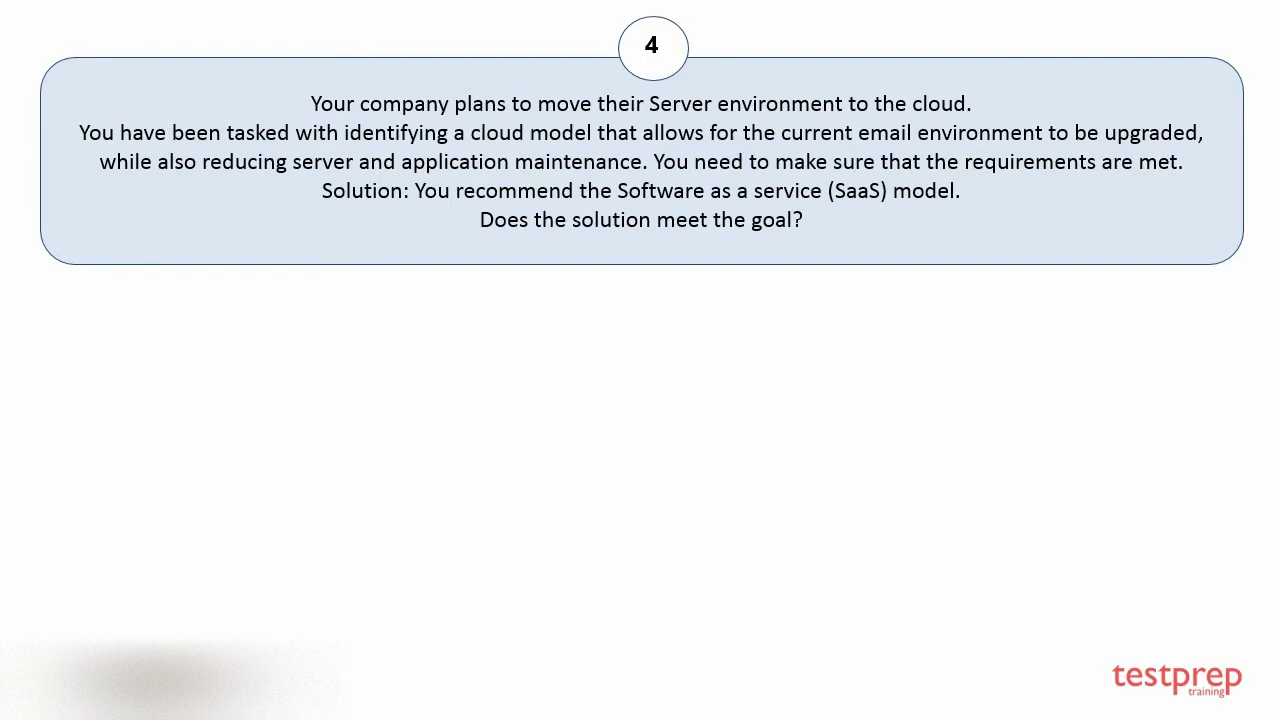 4
Your company plans to move their Server environment to the cloud.
You have been tasked with identifying a cloud model that allows for the current email environment to be upgraded,
while also reducing server and application maintenance. You need to make sure that the requirements are met.
Solution: You recommend the Software as a service (SaaS) model.
Does the solution meet the goal?
testprep
training